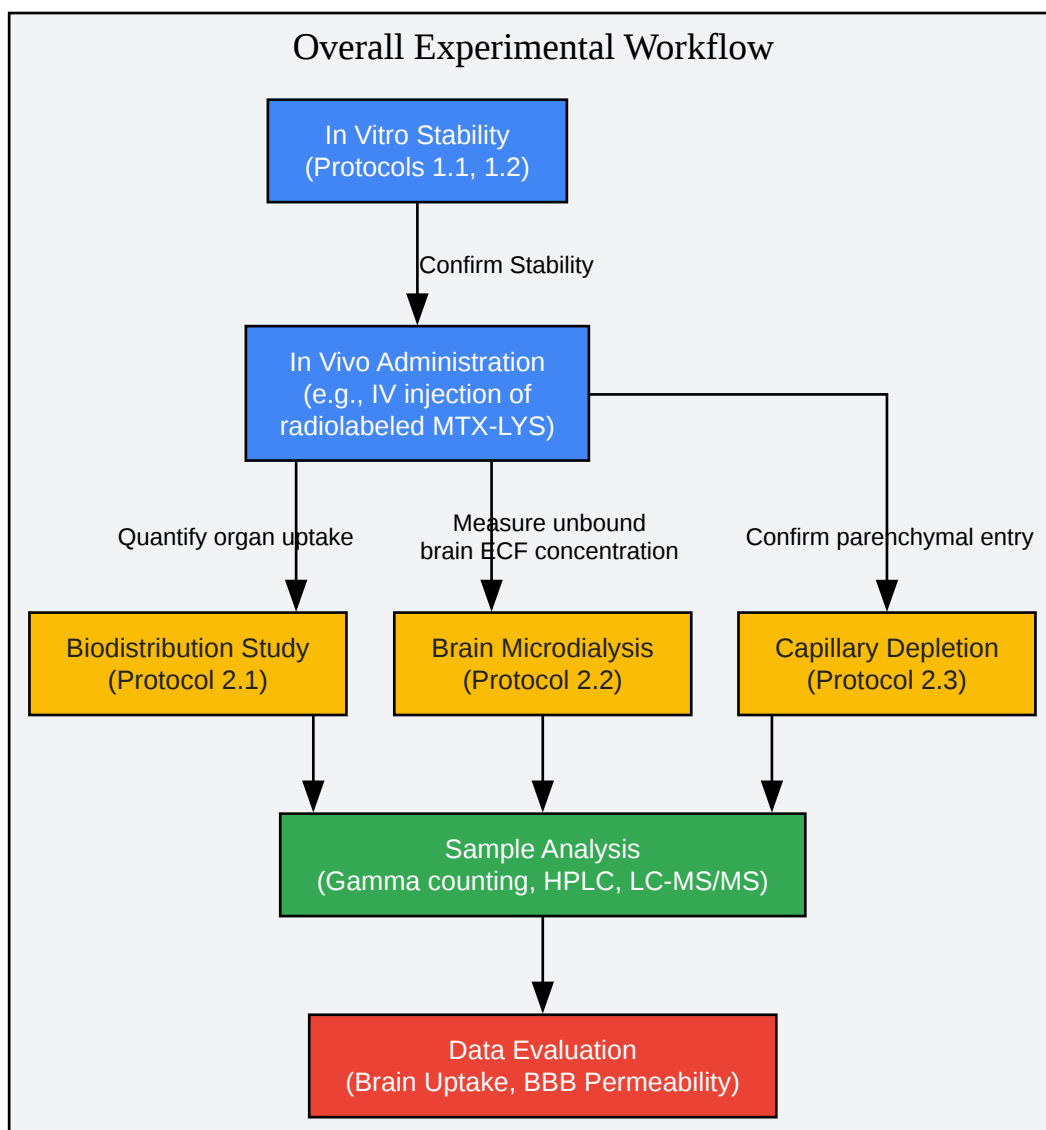 Overall Experimental Workflow
In Vitro Stability
(Protocols 1.1, 1.2)
Confirm Stability
In Vivo Administration
(e.g., IV injection of
radiolabeled MTX-LYS)
Quantify organ uptake
Measure unbound
brain ECF concentration
Confirm parenchymal entry
Biodistribution Study
(Protocol 2.1)
Brain Microdialysis
(Protocol 2.2)
Capillary Depletion
(Protocol 2.3)
Sample Analysis
(Gamma counting, HPLC, LC-MS/MS)
Data Evaluation
(Brain Uptake, BBB Permeability)